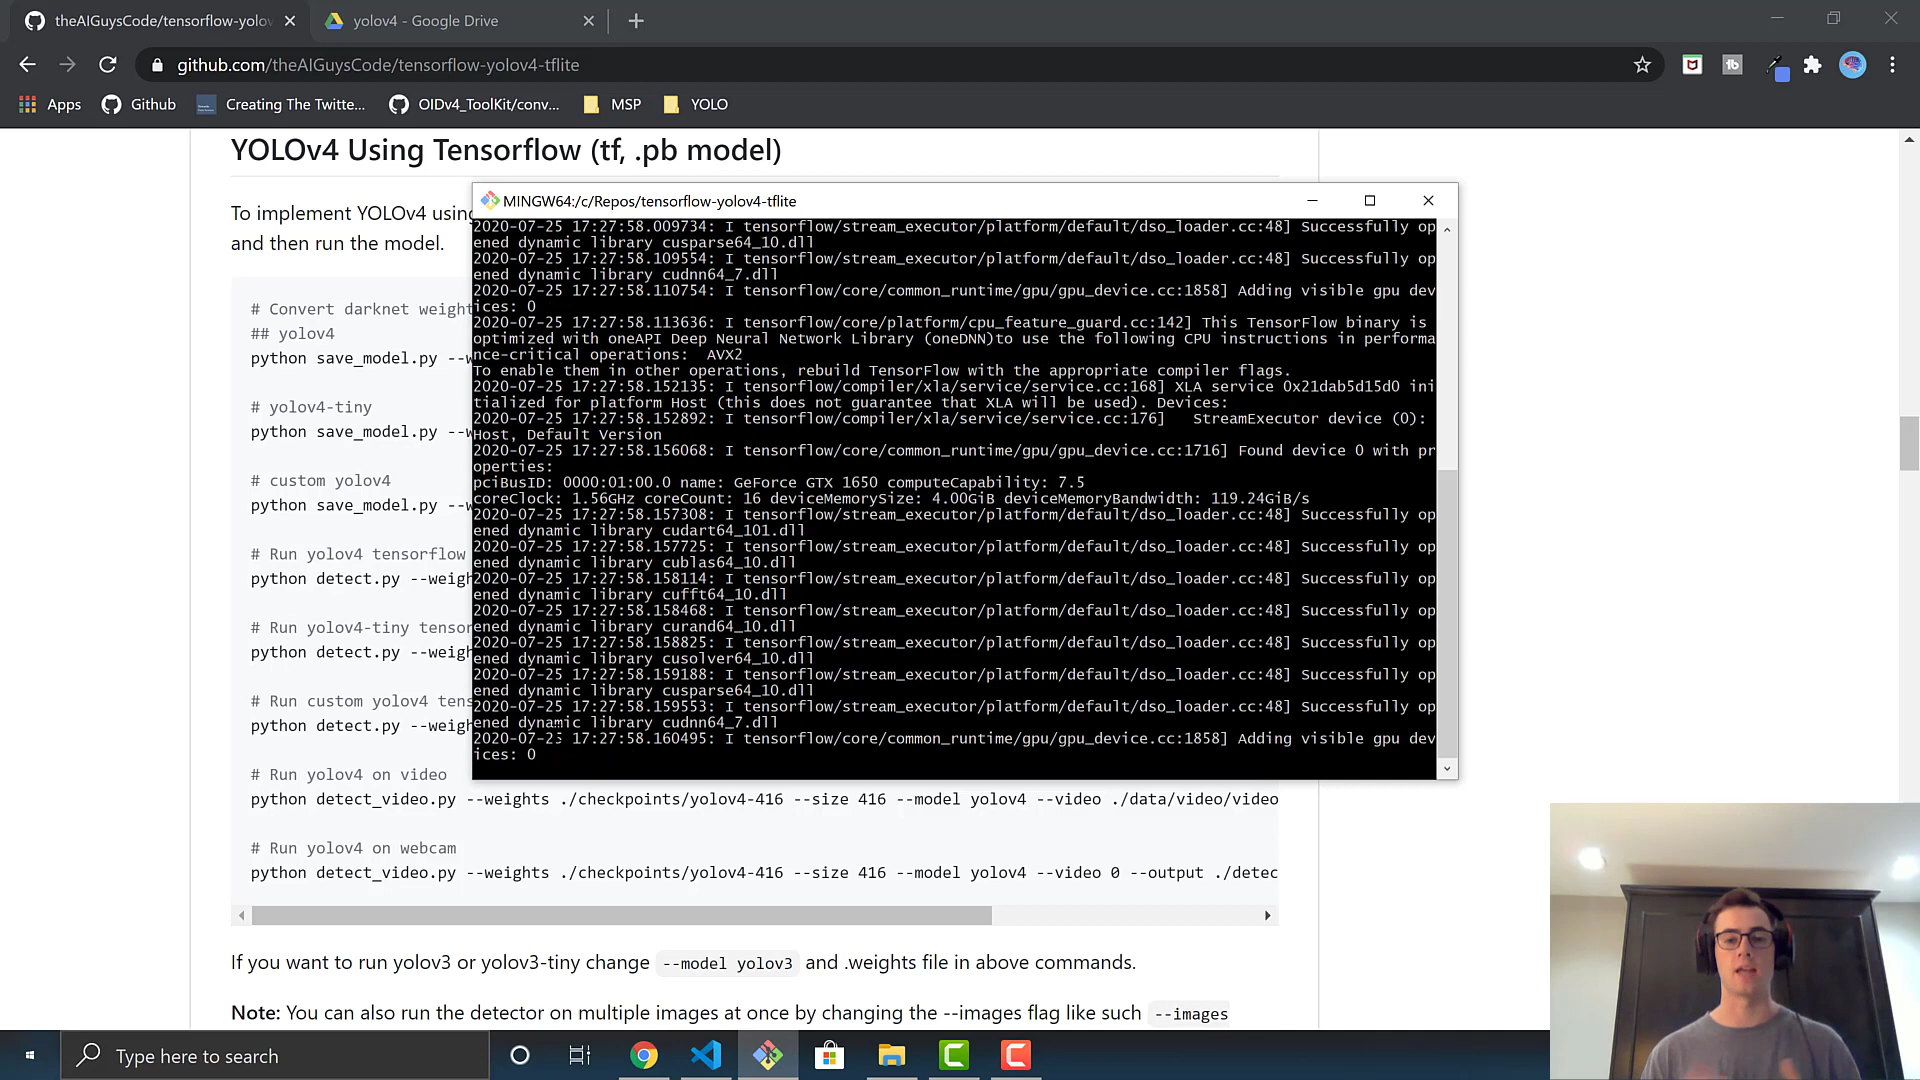 theAIGuysCode/tensorflow-yolov
yolov4 - Google Drive
github.com/theAIGuysCode/tensorflow-yolov4-tflite
Apps
Github
Creating The Twitte...
OIDv4_ToolKit/conv...
MSP
YOLO
YOLOv4 Using Tensorflow (tf, .pb model)
To implement YOLOv4 using
and then run the model.
# Convert darknet weight
## yolov4
python save_model.py --w
# yolov4-tiny
python save_model.py --w
# custom yolov4
python save_model.py --w
# Run yolov4 tensorflow
python detect.py --weigh
# Run yolov4-tiny tensor
python detect.py --weigh
# Run custom yolov4 tens
python detect.py --weigh
# Run yolov4 on video
python detect_video.py --weights ./checkpoints/yolov4-416 --size 416 --model yolov4 --video ./data/video/video
# Run yolov4 on webcam
python detect_video.py --weights ./checkpoints/yolov4-416 --size 416 --model yolov4 --video 0 --output ./detec
If you want to run yolov3 or yolov3-tiny change --model yolov3 and .weights file in above commands.
Note: You can also run the detector on multiple images at once by changing the --images flag like such --images
MINGW64:/c/Repos/tensorflow-yolov4-tflite
2020-07-25 17:27:58.009734: I tensorflow/stream_executor/platform/default/dso_loader.cc:48] Successfully op
ened dynamic library cusparse64_10.dll
2020-07-25 17:27:58.109554: I tensorflow/stream_executor/platform/default/dso_loader.cc:48] Successfully op
ened dynamic library cudnn64_7.dll
2020-07-25 17:27:58.110754: I tensorflow/core/common_runtime/gpu/gpu_device.cc:1858] Adding visible gpu dev
ices: 0
2020-07-25 17:27:58.113636: I tensorflow/core/platform/cpu_feature_guard.cc:142] This TensorFlow binary is
optimized with oneAPI Deep Neural Network Library (oneDNN)to use the following CPU instructions in performa
nce-critical operations:  AVX2
To enable them in other operations, rebuild TensorFlow with the appropriate compiler flags.
2020-07-25 17:27:58.152135: I tensorflow/compiler/xla/service/service.cc:168] XLA service 0x21dab5d15d0 ini
tialized for platform Host (this does not guarantee that XLA will be used). Devices:
2020-07-25 17:27:58.152892: I tensorflow/compiler/xla/service/service.cc:176]   StreamExecutor device (0):
Host, Default Version
2020-07-25 17:27:58.156068: I tensorflow/core/common_runtime/gpu/gpu_device.cc:1716] Found device 0 with pr
operties:
pciBusID: 0000:01:00.0 name: GeForce GTX 1650 computeCapability: 7.5
coreClock: 1.56GHz coreCount: 16 deviceMemorySize: 4.00GiB deviceMemoryBandwidth: 119.24GiB/s
2020-07-25 17:27:58.157308: I tensorflow/stream_executor/platform/default/dso_loader.cc:48] Successfully op
ened dynamic library cudart64_101.dll
2020-07-25 17:27:58.157725: I tensorflow/stream_executor/platform/default/dso_loader.cc:48] Successfully op
ened dynamic library cublas64_10.dll
2020-07-25 17:27:58.158114: I tensorflow/stream_executor/platform/default/dso_loader.cc:48] Successfully op
ened dynamic library cufft64_10.dll
2020-07-25 17:27:58.158468: I tensorflow/stream_executor/platform/default/dso_loader.cc:48] Successfully op
ened dynamic library curand64_10.dll
2020-07-25 17:27:58.158825: I tensorflow/stream_executor/platform/default/dso_loader.cc:48] Successfully op
ened dynamic library cusolver64_10.dll
2020-07-25 17:27:58.159188: I tensorflow/stream_executor/platform/default/dso_loader.cc:48] Successfully op
ened dynamic library cusparse64_10.dll
2020-07-25 17:27:58.159553: I tensorflow/stream_executor/platform/default/dso_loader.cc:48] Successfully op
ened dynamic library cudnn64_7.dll
2020-07-25 17:27:58.160495: I tensorflow/core/common_runtime/gpu/gpu_device.cc:1858] Adding visible gpu dev
ices: 0
Type here to search